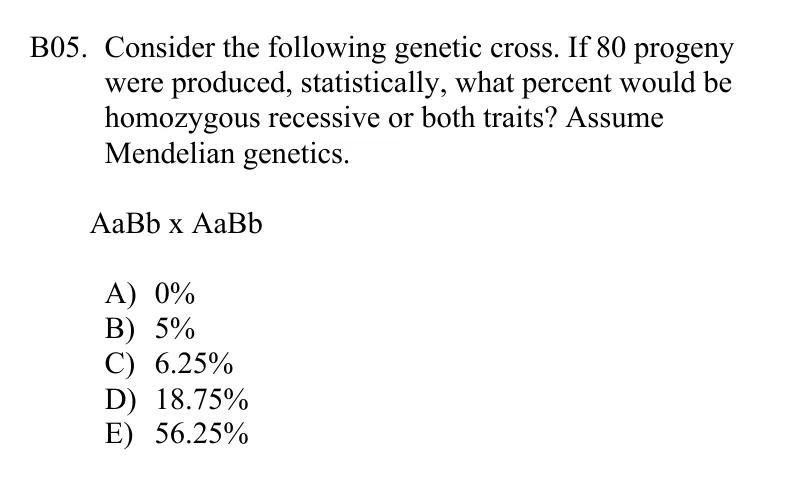 B05. Consider the following genetic cross. If 80 progeny
were produced, statistically, what percent would be
homozygous recessive or both traits? Assume
Mendelian genetics.
AaBb x AaBb
A) 0%
B) 5%
C) 6.25%
D) 18.75%
E) 56.25%